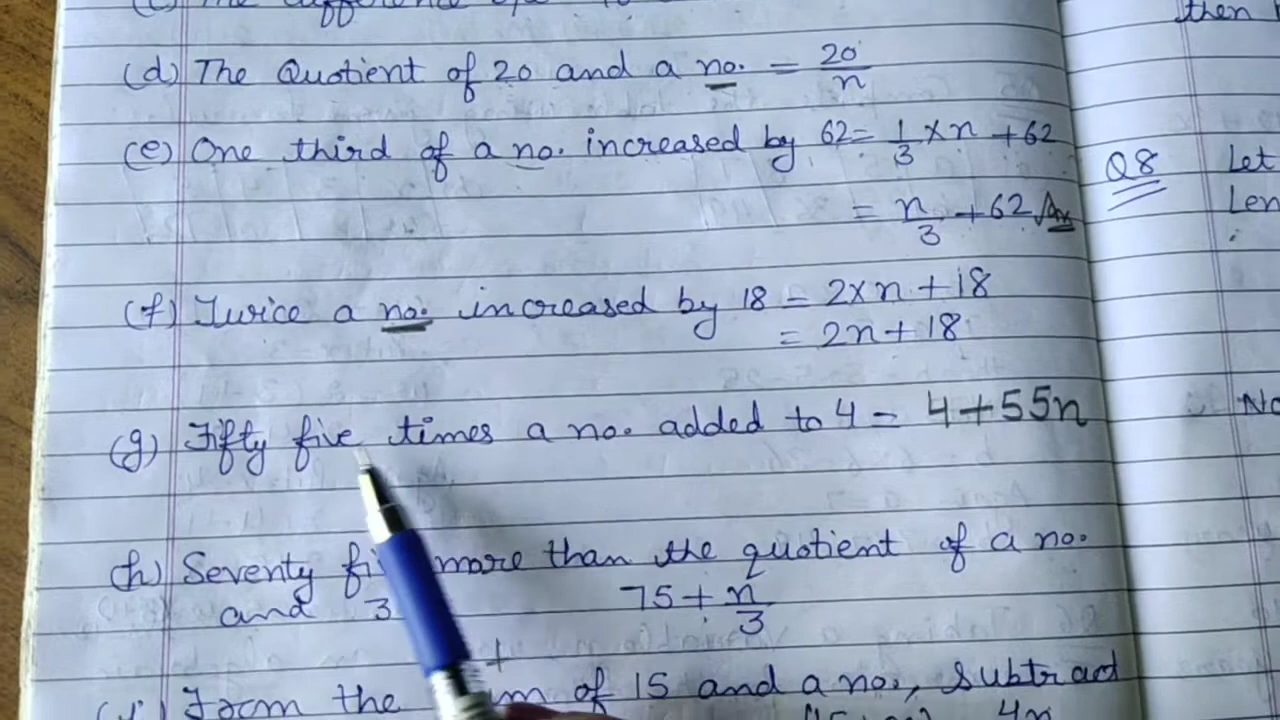 (d) The Quotient of 20 and a no. = 20/n
(e) One third of a no. increased by 62 = 1/3 × n + 62
= n/3 + 62 Ans
(f) Twice a no. increased by 18 = 2×n + 18
= 2n + 18
(g) Fifty five times a no. added to 4 = 4+55n
(h) Seventy more than the quotient of a no.
and 3 75 + n/3
From the of 15 and a no., subtract
4n
then
Q8 Let
Len
No